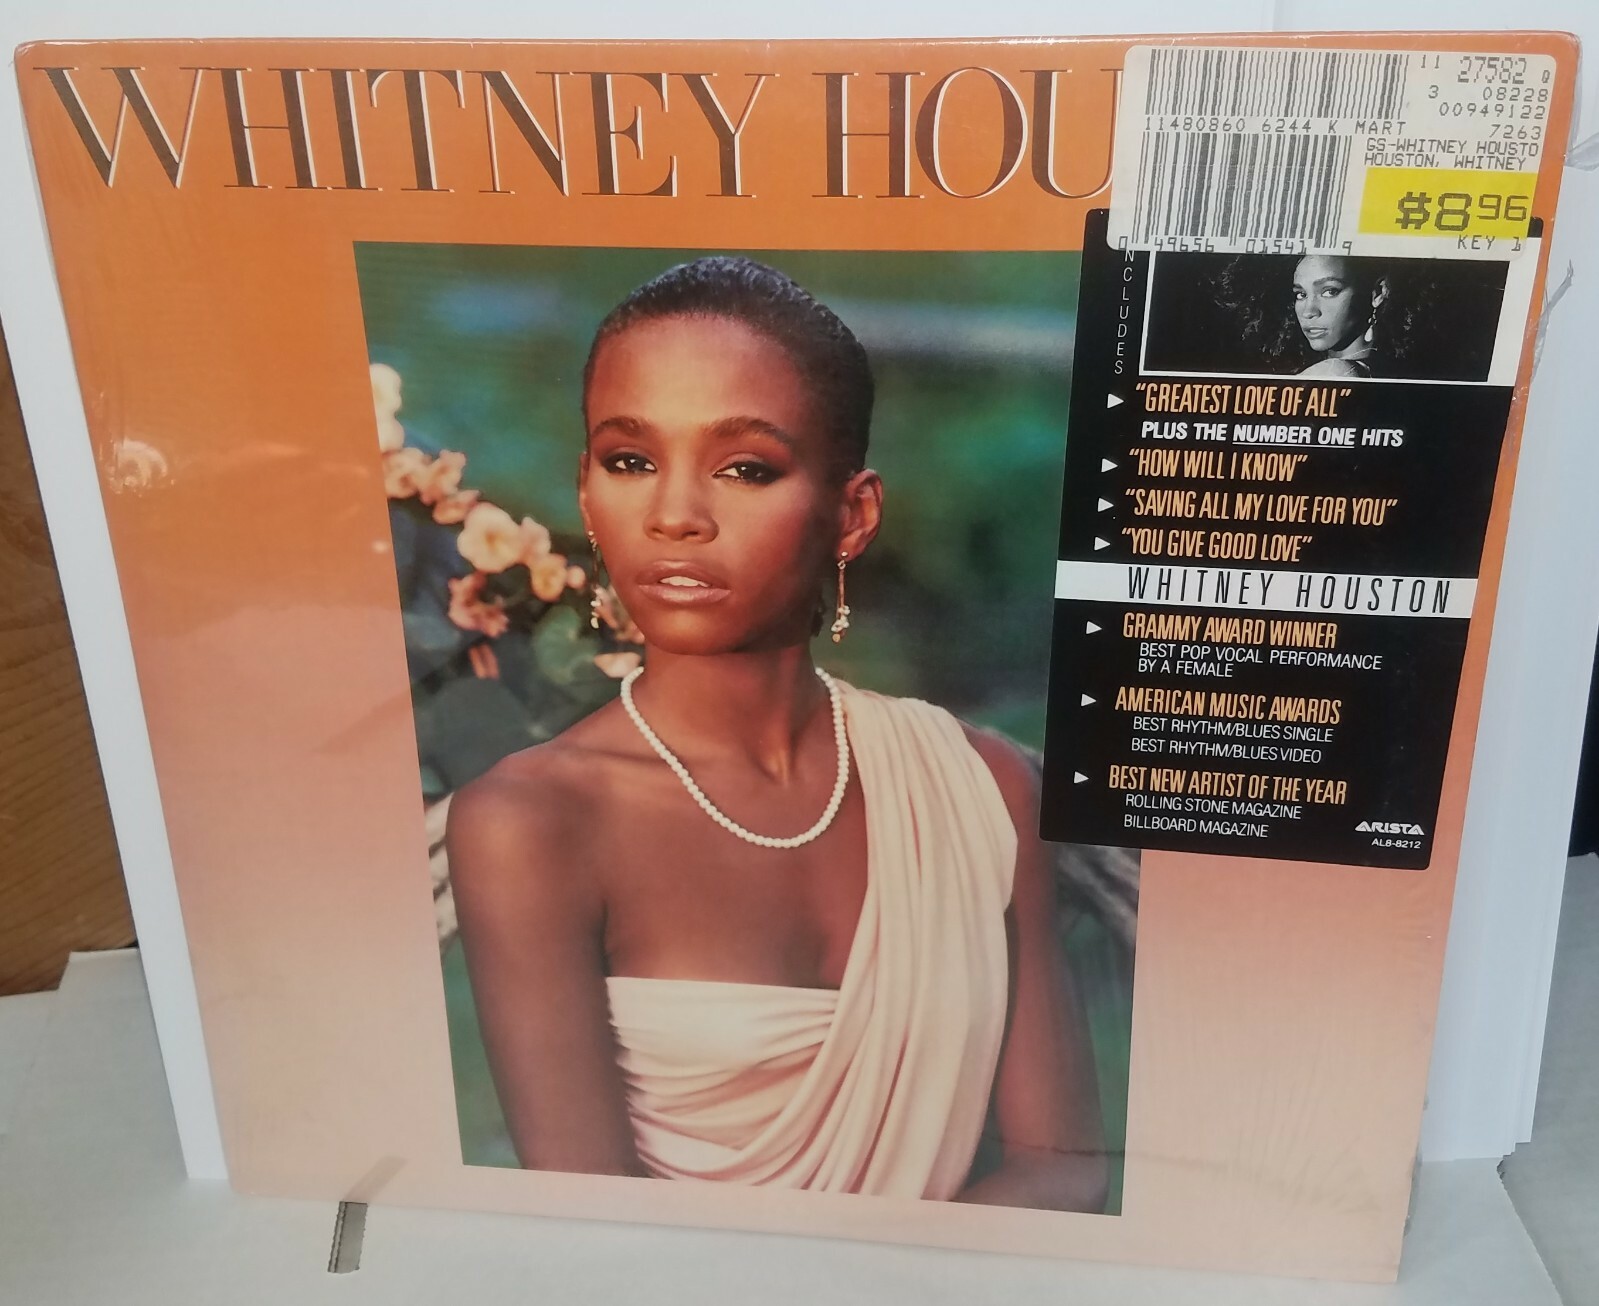 WHITNEY HOU
11 27582 Q
3 08228
00949122
11480860 6244 K MART 7263
GS-WHITNEY HOUSTO
HOUSTON, WHITNEY
$8 96
0 49656 01541 9 KEY 1
NCLUDES
"GREATEST LOVE OF ALL"
PLUS THE NUMBER ONE HITS
"HOW WILL I KNOW"
"SAVING ALL MY LOVE FOR YOU"
"YOU GIVE GOOD LOVE"
WHITNEY HOUSTON
GRAMMY AWARD WINNER
BEST POP VOCAL PERFORMANCE
BY A FEMALE
AMERICAN MUSIC AWARDS
BEST RHYTHM/BLUES SINGLE
BEST RHYTHM/BLUES VIDEO
BEST NEW ARTIST OF THE YEAR
ROLLING STONE MAGAZINE
BILLBOARD MAGAZINE
ARISTA
AL8-8212